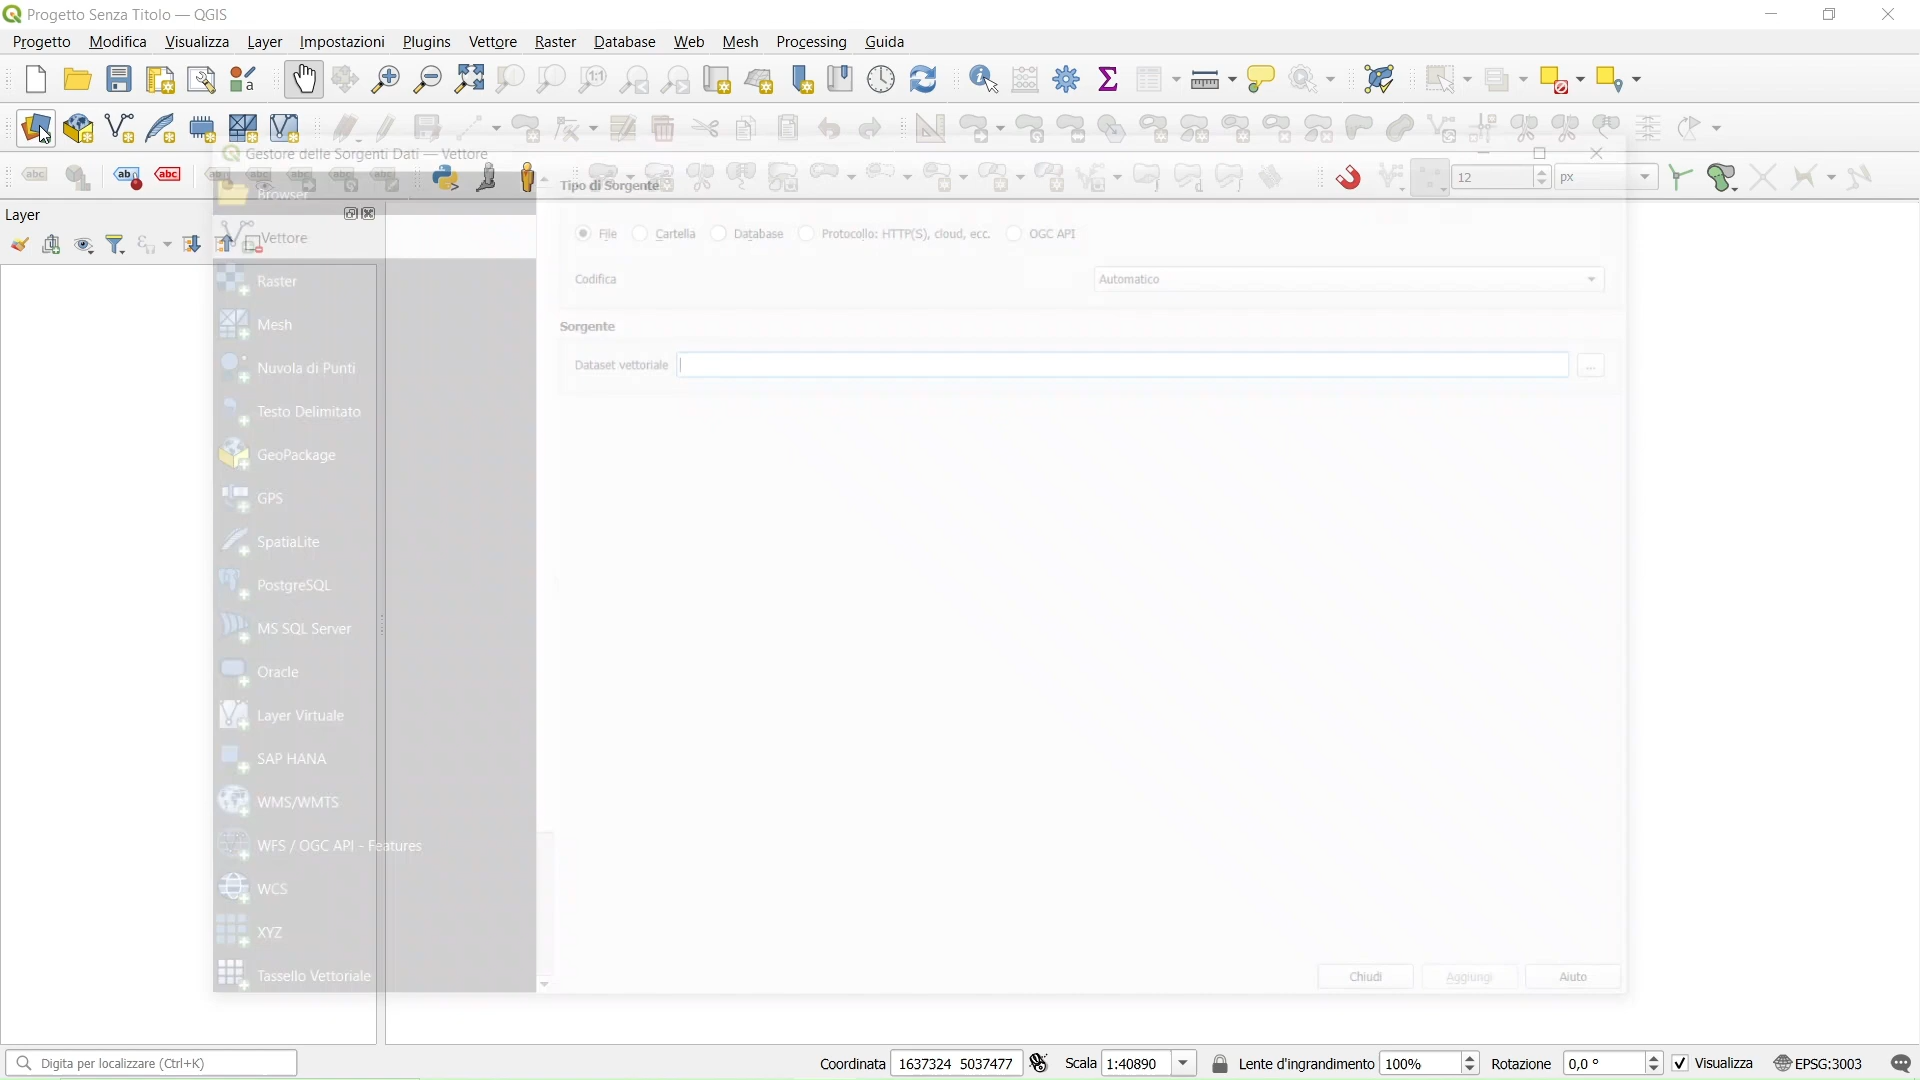 Progetto Senza Titolo — QGIS
Progetto Modifica Visualizza Layer Impostazioni Plugins Vettore Raster Database Web Mesh Processing Guida
1:1
Gestore delle Sorgenti Dati — Vettore
abc abc abc 12 px
Browser
Tipo di Sorgente
Layer
Vettore
File Cartella Database Protocollo: HTTP(S), cloud, ecc. OGC API
Raster
Codifica Automatico
Mesh
Sorgente
Nuvola di Punti
Dataset vettoriale ...
Testo Delimitato
GeoPackage
GPS
SpatiaLite
PostgreSQL
MS SQL Server
Oracle
Layer Virtuale
SAP HANA
WMS/WMTS
WFS / OGC API - Features
WCS
XYZ
Tassello Vettoriale
Chiudi Aggiungi Aiuto
Digita per localizzare (Ctrl+K) Coordinata 1637324 5037477 Scala 1:40890 Lente d'ingrandimento 100% Rotazione 0,0 ° Visualizza EPSG:3003